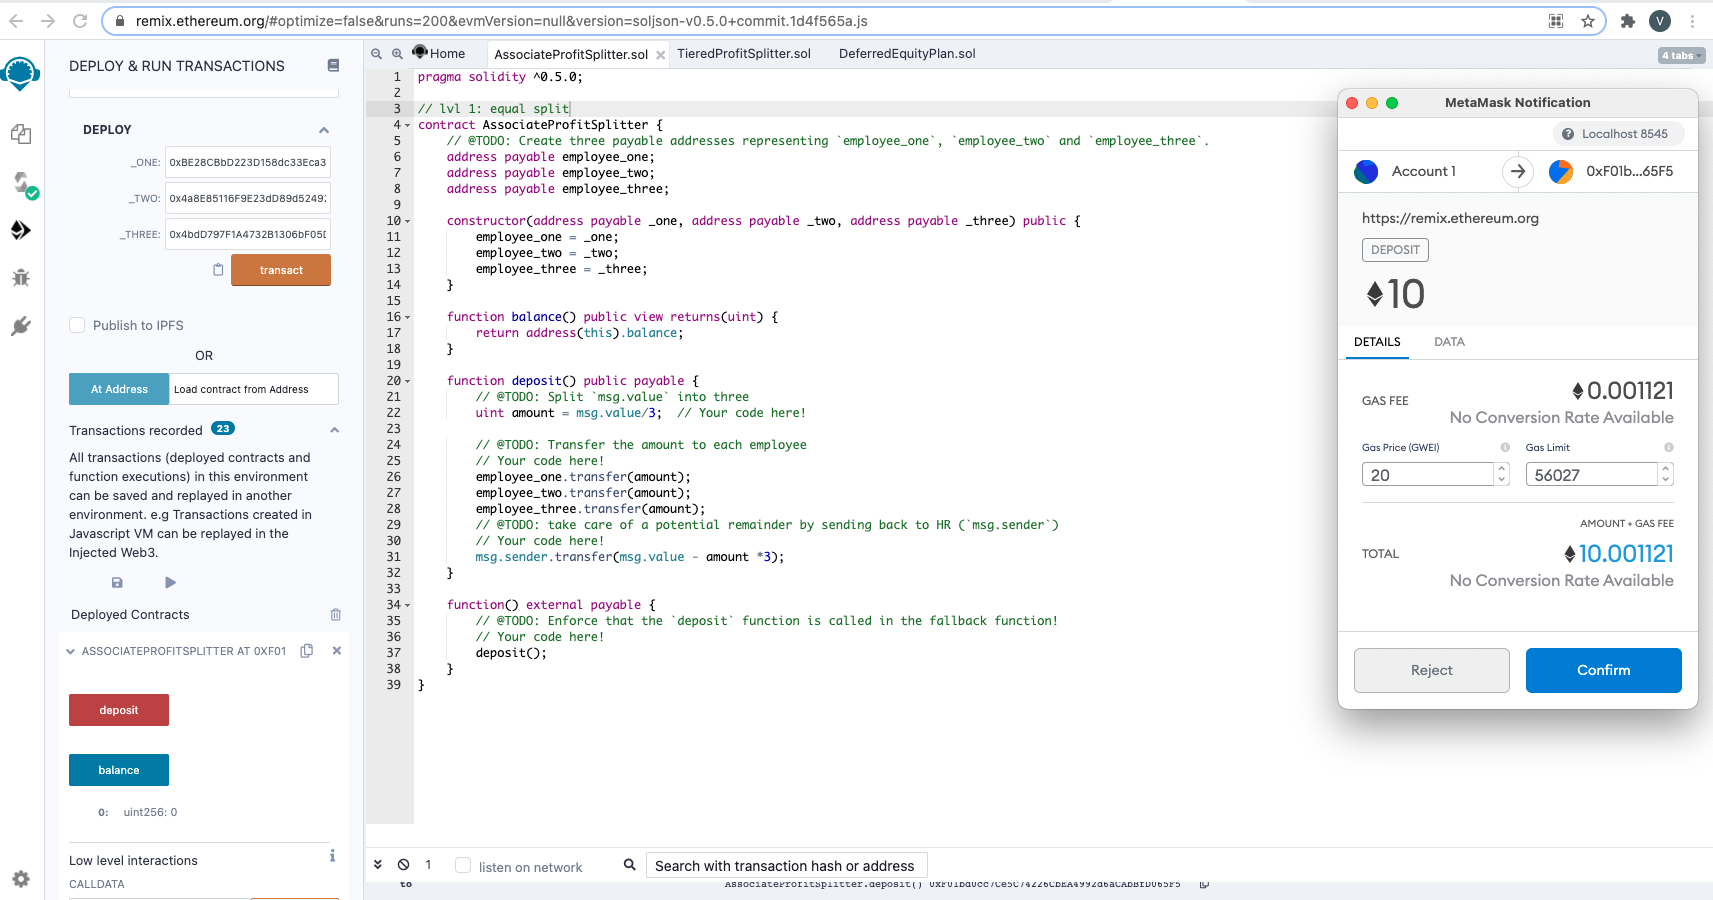 remix.ethereum.org/#optimize=false&runs=200&evmVersion=null&version=soljson-v0.5.0+commit.1d4f565a.js
V
DEPLOY & RUN TRANSACTIONS
DEPLOY
_ONE: 0xBE28CBbD223D158dc33Eca3
_TWO: 0x4a8E85116F9E23dD89d5249
_THREE: 0x4bdD797F1A4732B1306bF05
transact
Publish to IPFS
OR
At Address Load contract from Address
Transactions recorded 23
All transactions (deployed contracts and
function executions) in this environment
can be saved and replayed in another
environment. e.g Transactions created in
Javascript VM can be replayed in the
Injected Web3.
Deployed Contracts
ASSOCIATEPROFITSPLITTER AT 0XF01
deposit
balance
0: uint256: 0
Low level interactions
CALLDATA
Home
AssociateProfitSplitter.sol
TieredProfitSplitter.sol
DeferredEquityPlan.sol
4 tabs
1 pragma solidity ^0.5.0;
2
3 // lvl 1: equal split
4 contract AssociateProfitSplitter {
5 // @TODO: Create three payable addresses representing `employee_one`, `employee_two` and `employee_three`.
6 address payable employee_one;
7 address payable employee_two;
8 address payable employee_three;
9
10 constructor(address payable _one, address payable _two, address payable _three) public {
11 employee_one = _one;
12 employee_two = _two;
13 employee_three = _three;
14 }
15
16 function balance() public view returns(uint) {
17 return address(this).balance;
18 }
19
20 function deposit() public payable {
21 // @TODO: Split `msg.value` into three
22 uint amount = msg.value/3; // Your code here!
23
24 // @TODO: Transfer the amount to each employee
25 // Your code here!
26 employee_one.transfer(amount);
27 employee_two.transfer(amount);
28 employee_three.transfer(amount);
29 // @TODO: take care of a potential remainder by sending back to HR (`msg.sender`)
30 // Your code here!
31 msg.sender.transfer(msg.value - amount *3);
32 }
33
34 function() external payable {
35 // @TODO: Enforce that the `deposit` function is called in the fallback function!
36 // Your code here!
37 deposit();
38 }
39 }
1 listen on network Search with transaction hash or address
to AssociateProfitSplitter.deposit()
MetaMask Notification
Localhost 8545
Account 1 0xF01b...65F5
https://remix.ethereum.org
DEPOSIT
10
DETAILS DATA
GAS FEE 0.001121
No Conversion Rate Available
Gas Price (GWEI) Gas Limit
20 56027
AMOUNT + GAS FEE
TOTAL 10.001121
No Conversion Rate Available
Reject Confirm